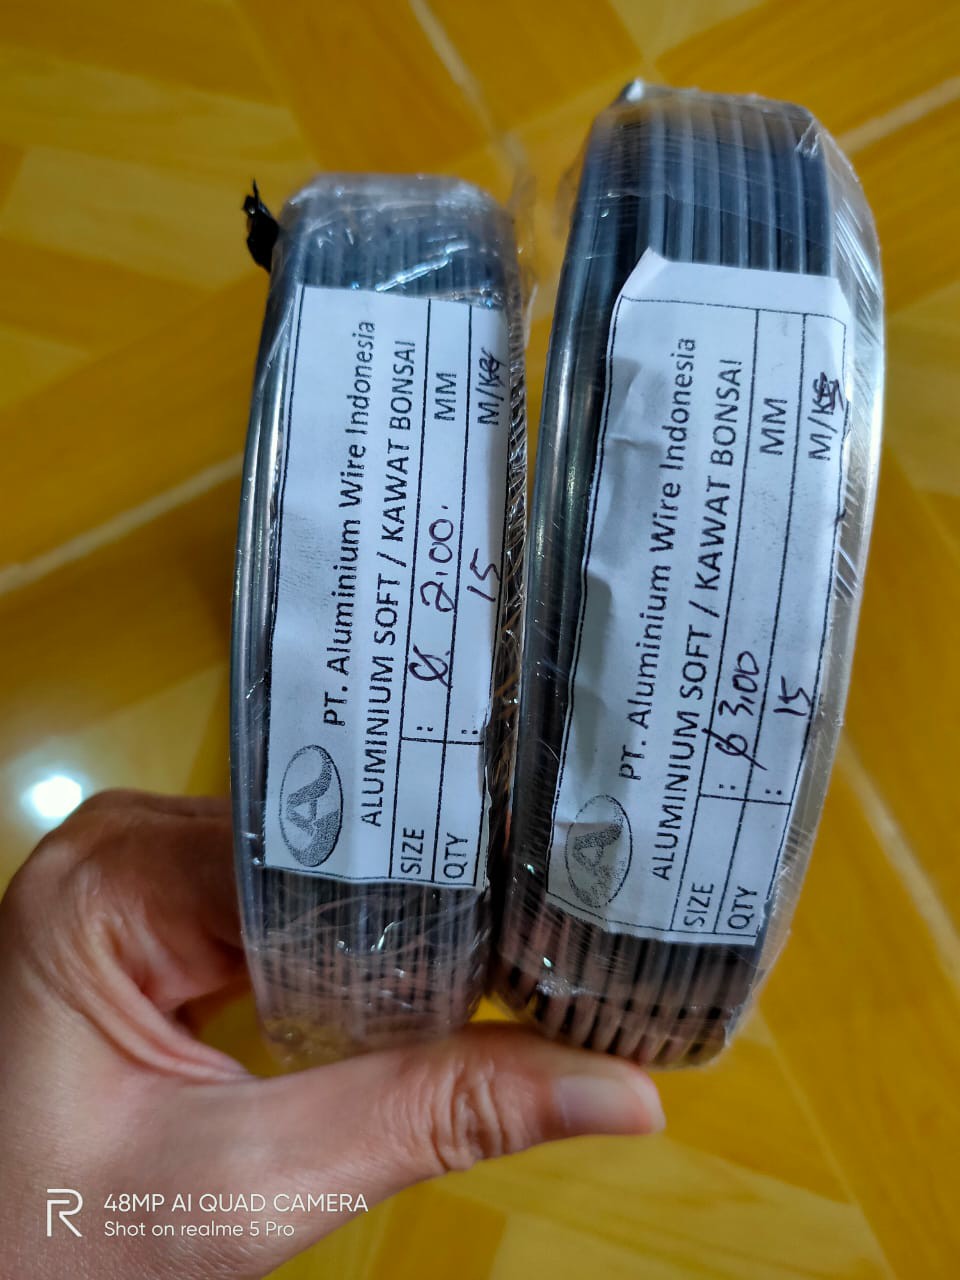 PT. Aluminium Wire Indonesia
ALUMINIUM SOFT / KAWAT BONSAI
SIZE : Ø 2.00. MM
QTY : 15 M/KG
PT. Aluminium Wire Indonesia
ALUMINIUM SOFT / KAWAT BONSAI
SIZE : Ø 3,00 MM
QTY : 15 M/KG
48MP AI QUAD CAMERA
Shot on realme 5 Pro